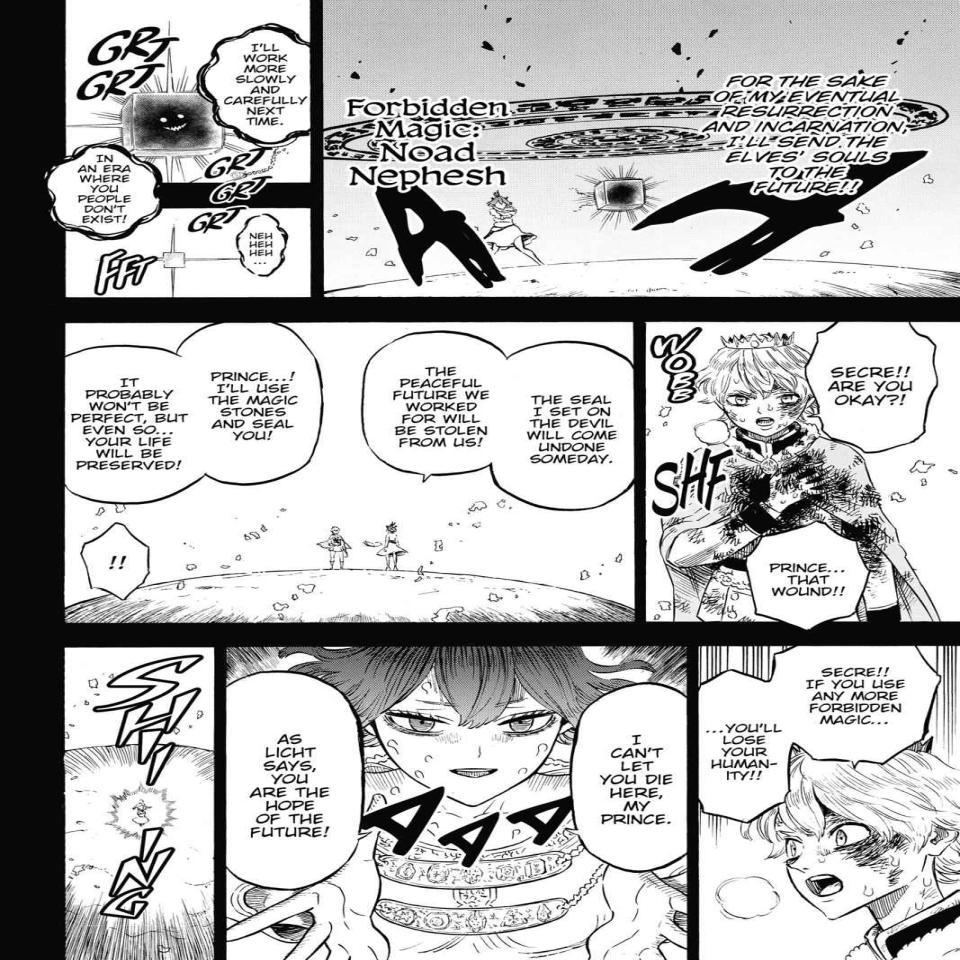 FOR THE SAKE
OF MY EVENTUAL
RESURRECTION
AND INCARNATION,
I'LL SEND THE
ELVES' SOULS
TO THE
FUTURE!!
Forbidden
Magic:
Noad
Nephesh
I'LL
WORK
MORE
SLOWLY
AND
CAREFULLY
NEXT
TIME.
GRT
GRT
IN
AN ERA
WHERE
YOU
PEOPLE
DON'T
EXIST!
GRT
GRT
GRT
NEH
HEH
HEH
...
FFT
SECRE!!
ARE YOU
OKAY?!
WOBB
SHF
PRINCE...
THAT
WOUND!!
THE SEAL
I SET ON
THE DEVIL
WILL COME
UNDONE
SOMEDAY.
THE
PEACEFUL
FUTURE WE
WORKED
FOR WILL
BE STOLEN
FROM US!
PRINCE...!
I'LL USE
THE MAGIC
STONES
AND SEAL
YOU!
IT
PROBABLY
WON'T BE
PERFECT, BUT
EVEN SO...
YOUR LIFE
WILL BE
PRESERVED!
!!
SECRE!!
IF YOU USE
ANY MORE
FORBIDDEN
MAGIC...
...YOU'LL
LOSE
YOUR
HUMAN-
ITY!!
I
CAN'T
LET
YOU DIE
HERE,
MY
PRINCE.
AS
LICHT
SAYS,
YOU
ARE THE
HOPE
OF THE
FUTURE!
AAA
SHIING